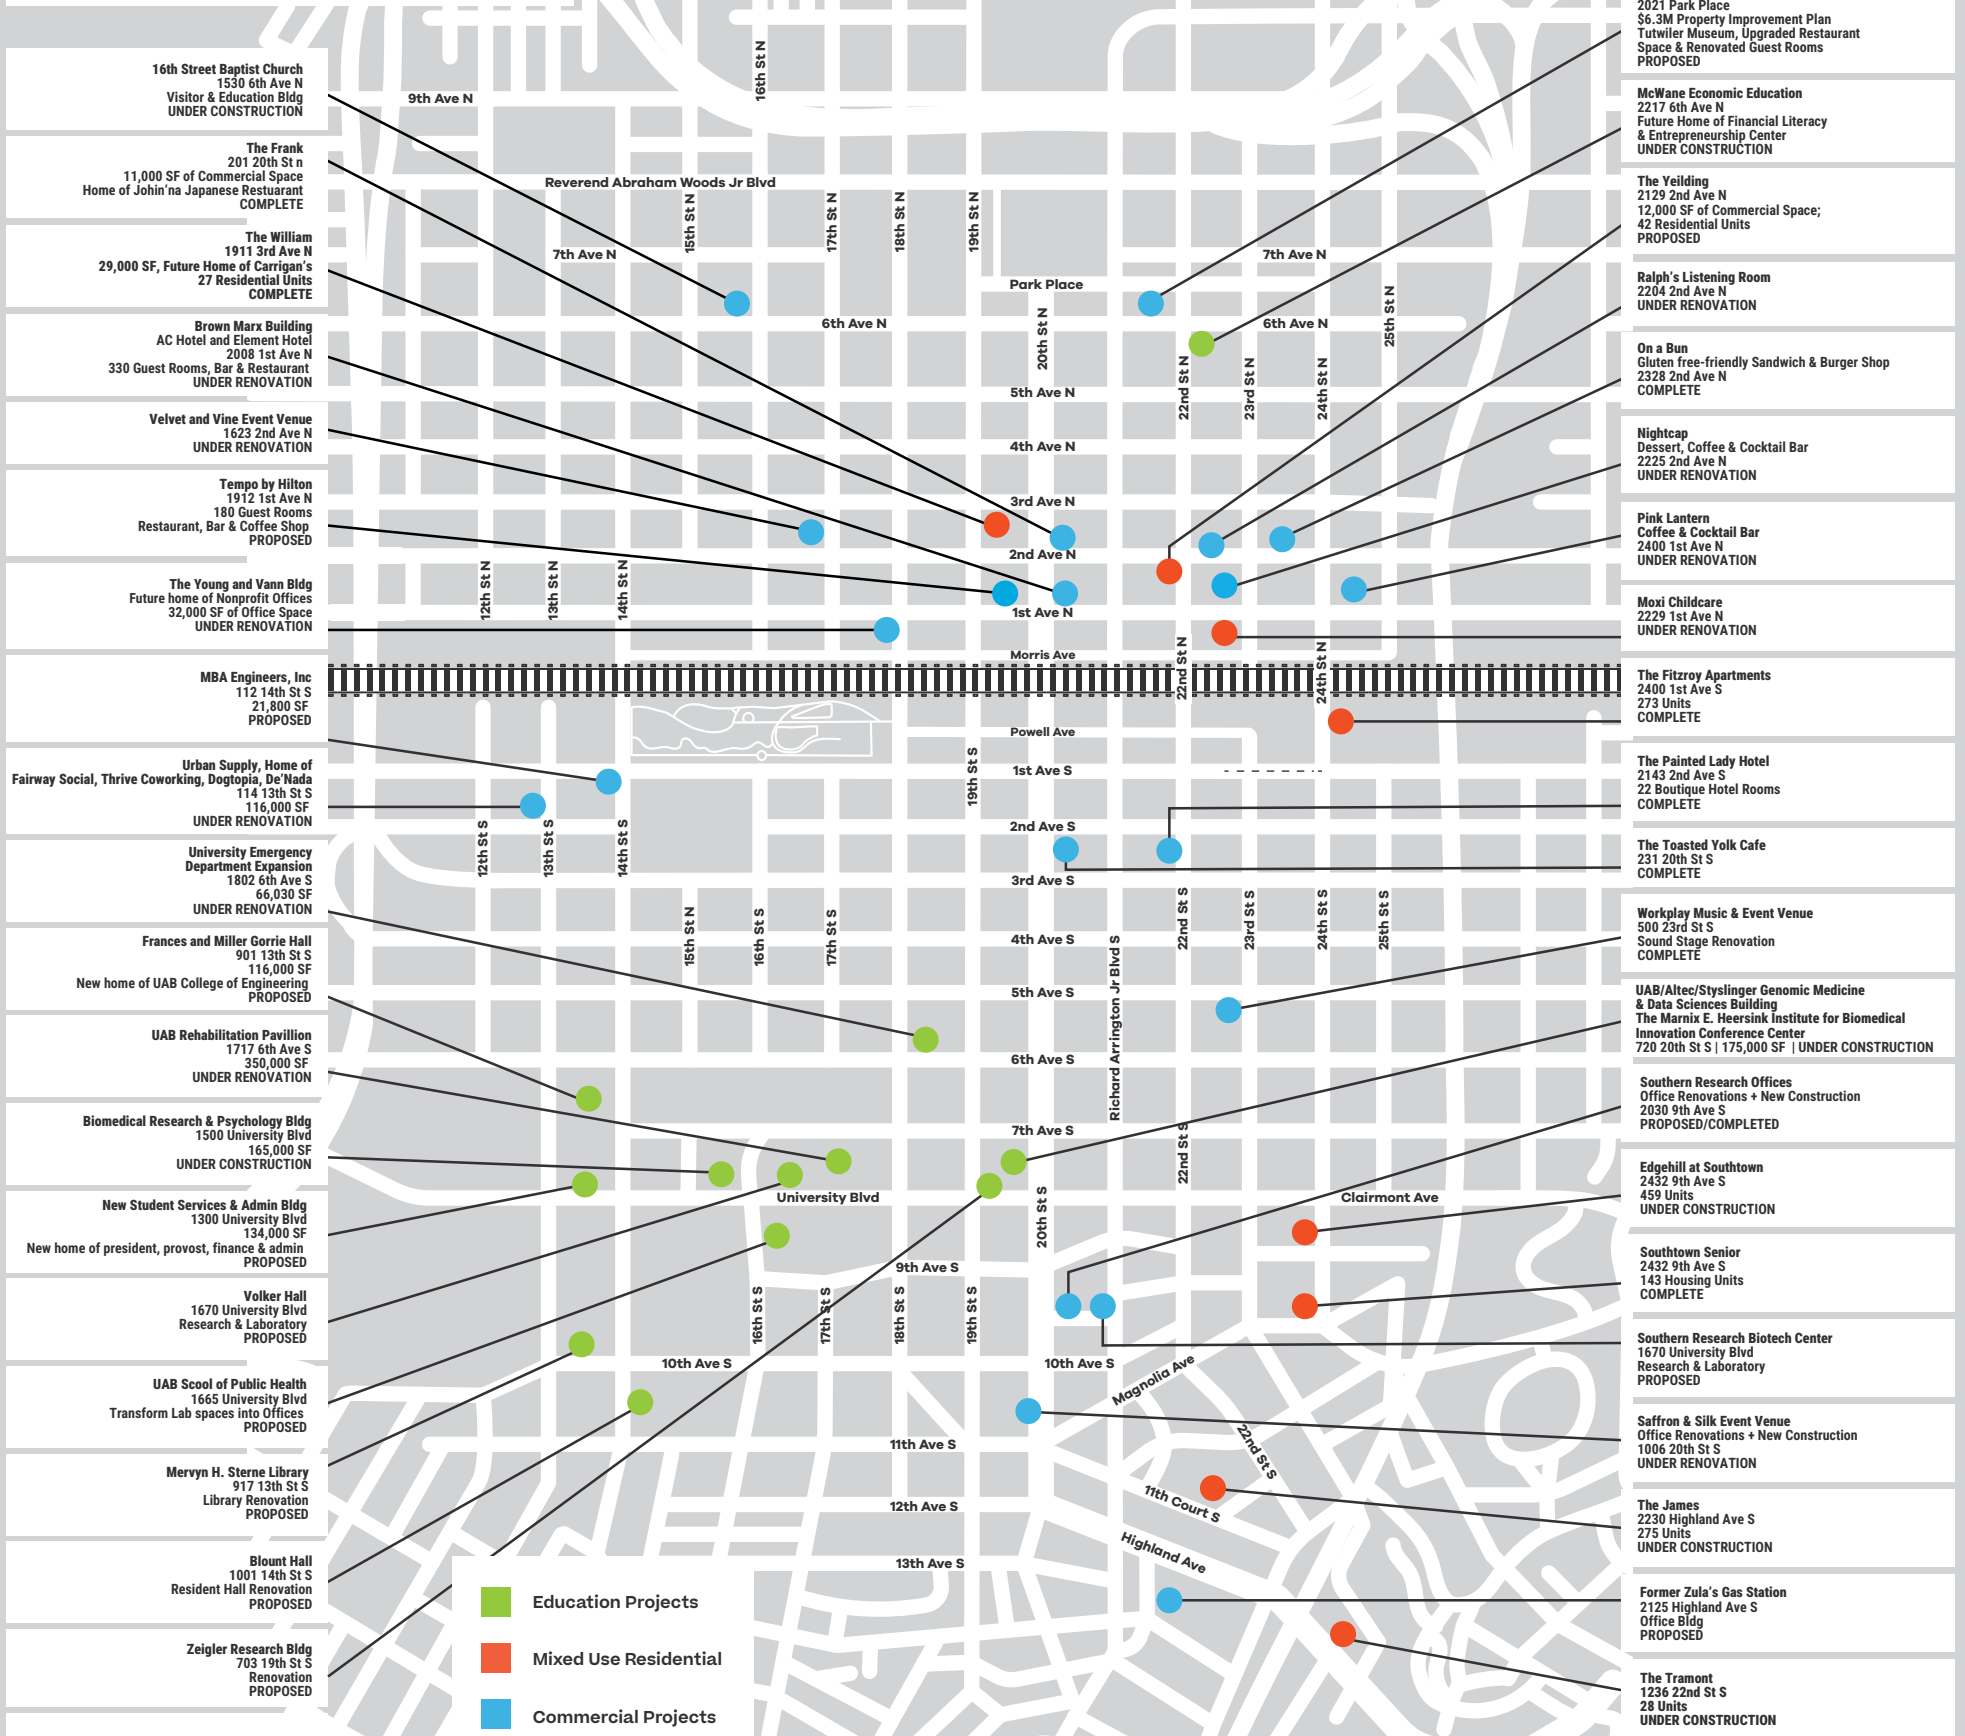 16th Street Baptist Church
1530 6th Ave N
Visitor & Education Bldg
UNDER CONSTRUCTION
The Frank
201 20th St n
11,000 SF of Commercial Space
Home of Johin'na Japanese Restuarant
COMPLETE
The William
1911 3rd Ave N
29,000 SF, Future Home of Carrigan's
27 Residential Units
COMPLETE
Brown Marx Building
AC Hotel and Element Hotel
2008 1st Ave N
330 Guest Rooms, Bar & Restaurant
UNDER RENOVATION
Velvet and Vine Event Venue
1623 2nd Ave N
UNDER RENOVATION
Tempo by Hilton
1912 1st Ave N
180 Guest Rooms
Restaurant, Bar & Coffee Shop
PROPOSED
The Young and Vann Bldg
Future home of Nonprofit Offices
32,000 SF of Office Space
UNDER RENOVATION
MBA Engineers, Inc
112 14th St S
21,800 SF
PROPOSED
Urban Supply, Home of
Fairway Social, Thrive Coworking, Dogtopia, De'Nada
114 13th St S
116,000 SF
UNDER RENOVATION
University Emergency
Department Expansion
1802 6th Ave S
66,030 SF
UNDER RENOVATION
Frances and Miller Gorrie Hall
901 13th St S
116,000 SF
New home of UAB College of Engineering
PROPOSED
UAB Rehabilitation Pavillion
1717 6th Ave S
350,000 SF
UNDER RENOVATION
Biomedical Research & Psychology Bldg
1500 University Blvd
165,000 SF
UNDER CONSTRUCTION
New Student Services & Admin Bldg
1300 University Blvd
134,000 SF
New home of president, provost, finance & admin
PROPOSED
Volker Hall
1670 University Blvd
Research & Laboratory
PROPOSED
UAB Scool of Public Health
1665 University Blvd
Transform Lab spaces into Offices
PROPOSED
Mervyn H. Sterne Library
917 13th St S
Library Renovation
PROPOSED
Blount Hall
1001 14th St S
Resident Hall Renovation
PROPOSED
Zeigler Research Bldg
703 19th St S
Renovation
PROPOSED
16th St N
9th Ave N
Reverend Abraham Woods Jr Blvd
15th St N
17th St N
18th St N
19th St N
7th Ave N
7th Ave N
Park Place
6th Ave N
20th St N
6th Ave N
25th St N
22nd St N
23rd St N
24th St N
5th Ave N
4th Ave N
3rd Ave N
2nd Ave N
12th St N
13th St N
14th St N
1st Ave N
Morris Ave
22nd St N
24th St N
Powell Ave
19th St S
1st Ave S
2nd Ave S
12th St S
13th St S
14th St S
3rd Ave S
15th St N
16th St S
17th St S
4th Ave S
22nd St S
23rd St S
24th St S
25th St S
5th Ave S
Richard Arrington Jr Blvd S
6th Ave S
7th Ave S
22nd St S
University Blvd
20th St S
Clairmont Ave
9th Ave S
16th St S
17th St S
18th St S
19th St S
10th Ave S
10th Ave S
Magnolia Ave
11th Ave S
22nd St S
12th Ave S
11th Court S
Highland Ave
13th Ave S
Education Projects
Mixed Use Residential
Commercial Projects
2021 Park Place
$6.3M Property Improvement Plan
Tutwiler Museum, Upgraded Restaurant
Space & Renovated Guest Rooms
PROPOSED
McWane Economic Education
2217 6th Ave N
Future Home of Financial Literacy
& Entrepreneurship Center
UNDER CONSTRUCTION
The Yeilding
2129 2nd Ave N
12,000 SF of Commercial Space;
42 Residential Units
PROPOSED
Ralph's Listening Room
2204 2nd Ave N
UNDER RENOVATION
On a Bun
Gluten free-friendly Sandwich & Burger Shop
2328 2nd Ave N
COMPLETE
Nightcap
Dessert, Coffee & Cocktail Bar
2225 2nd Ave N
UNDER RENOVATION
Pink Lantern
Coffee & Cocktail Bar
2400 1st Ave N
UNDER RENOVATION
Moxi Childcare
2229 1st Ave N
UNDER RENOVATION
The Fitzroy Apartments
2400 1st Ave S
273 Units
COMPLETE
The Painted Lady Hotel
2143 2nd Ave S
22 Boutique Hotel Rooms
COMPLETE
The Toasted Yolk Cafe
231 20th St S
COMPLETE
Workplay Music & Event Venue
500 23rd St S
Sound Stage Renovation
COMPLETE
UAB/Altec/Styslinger Genomic Medicine
& Data Sciences Building
The Marnix E. Heersink Institute for Biomedical
Innovation Conference Center
720 20th St S | 175,000 SF | UNDER CONSTRUCTION
Southern Research Offices
Office Renovations + New Construction
2030 9th Ave S
PROPOSED/COMPLETED
Edgehill at Southtown
2432 9th Ave S
459 Units
UNDER CONSTRUCTION
Southtown Senior
2432 9th Ave S
143 Housing Units
COMPLETE
Southern Research Biotech Center
1670 University Blvd
Research & Laboratory
PROPOSED
Saffron & Silk Event Venue
Office Renovations + New Construction
1006 20th St S
UNDER RENOVATION
The James
2230 Highland Ave S
275 Units
UNDER CONSTRUCTION
Former Zula's Gas Station
2125 Highland Ave S
Office Bldg
PROPOSED
The Tramont
1236 22nd St S
28 Units
UNDER CONSTRUCTION